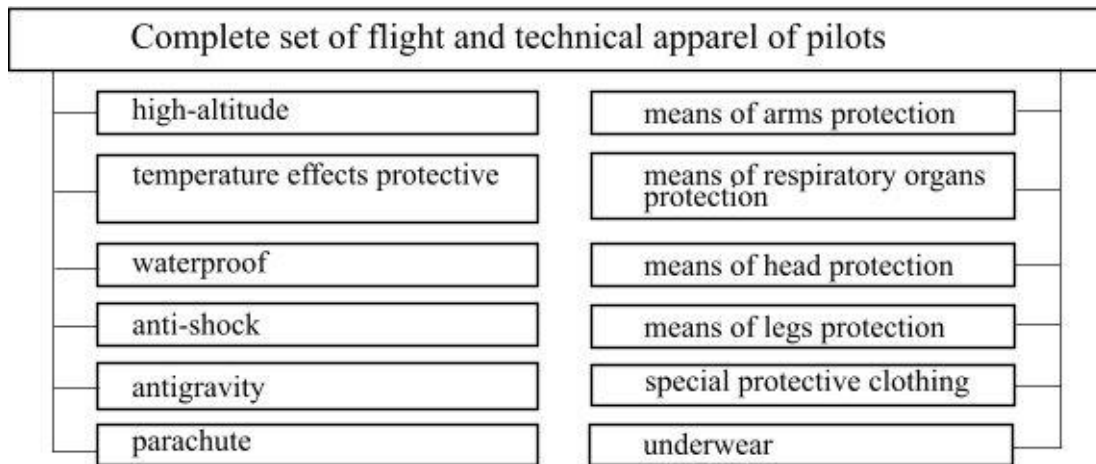 Complete set of flight and technical apparel of pilots
high-altitude
temperature effects protective
waterproof
anti-shock
antigravity
parachute
means of arms protection
means of respiratory organs
protection
means of head protection
means of legs protection
special protective clothing
underwear